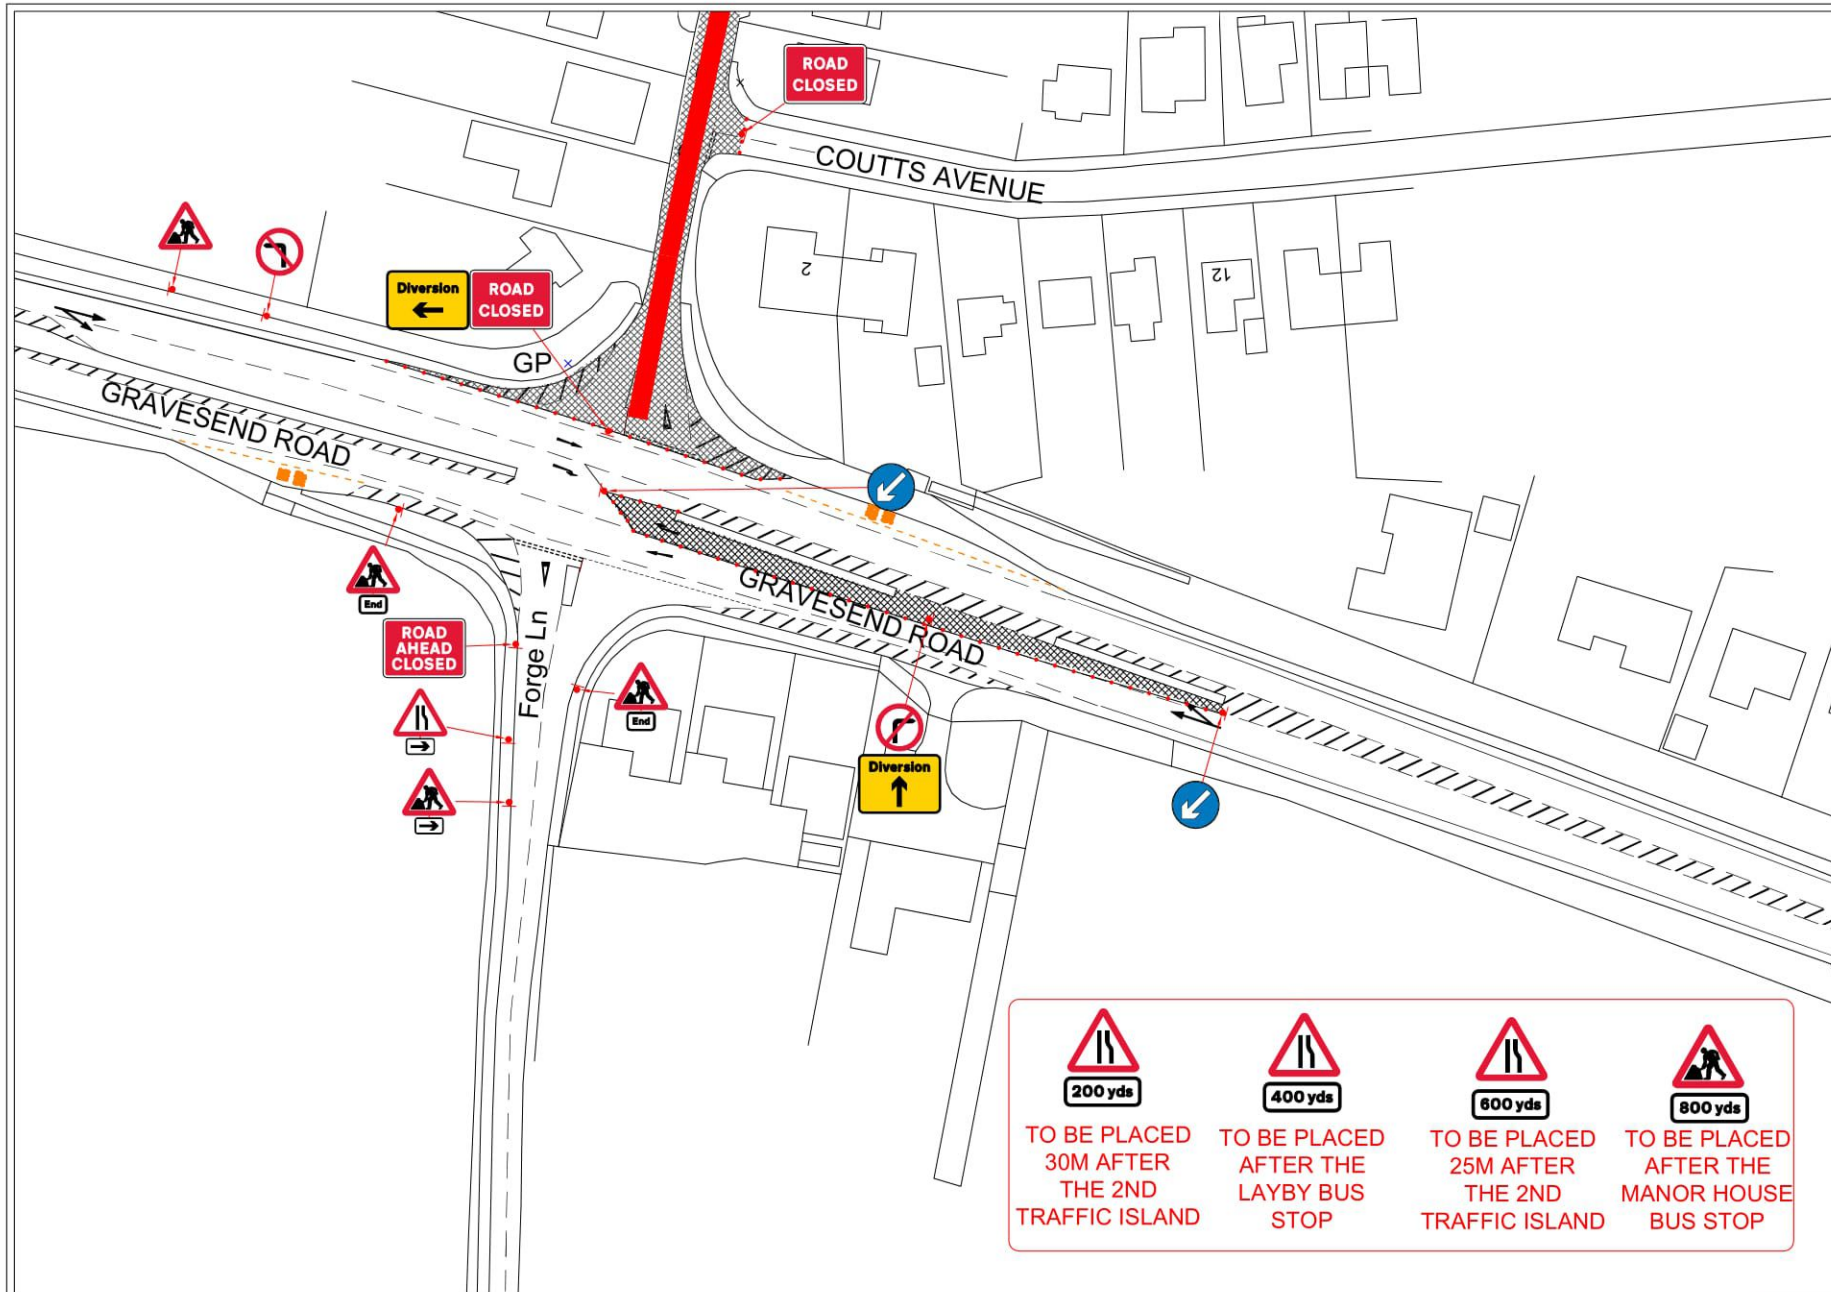 ROAD
CLOSED
COUTTS AVENUE
2
12
Diversion
ROAD
CLOSED
GP
GRAVESEND ROAD
GRAVESEND ROAD
End
ROAD
AHEAD
CLOSED
Forge Ln
End
Diversion
200 yds
TO BE PLACED
30M AFTER
THE 2ND
TRAFFIC ISLAND
400 yds
TO BE PLACED
AFTER THE
LAYBY BUS
STOP
600 yds
TO BE PLACED
25M AFTER
THE 2ND
TRAFFIC ISLAND
800 yds
TO BE PLACED
AFTER THE
MANOR HOUSE
BUS STOP